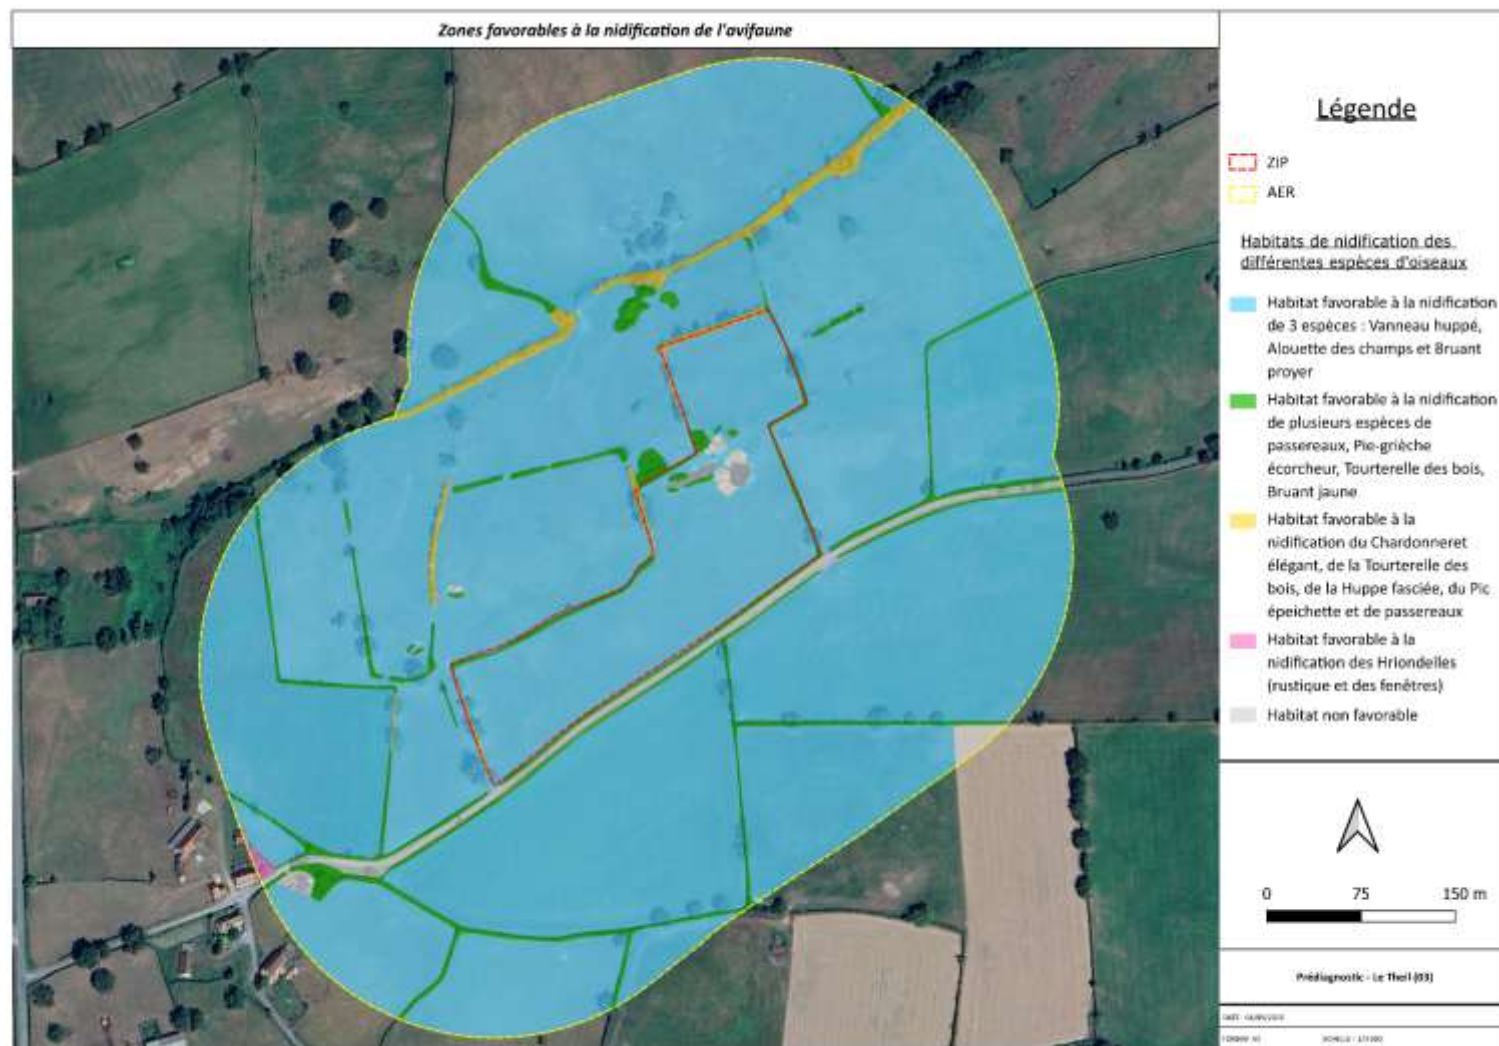 Zones favorables à la nidification de l'avifaune
Légende
ZIP
AER
Habitats de nidification des
différentes espèces d'oiseaux
Habitat favorable à la nidification
de 3 espèces : Vanneau huppé,
Alouette des champs et Bruant
proyer
Habitat favorable à la nidification
de plusieurs espèces de
passereaux, Pie-grièche
écorcheur, Tourterelle des bois,
Bruant jaune
Habitat favorable à la
nidification du Chardonneret
élégant, de la Tourterelle des
bois, de la Huppe fasciée, du Pic
épeichette et de passereaux
Habitat favorable à la
nidification des Hriondelles
(rustique et des fenêtres)
Habitat non favorable
0 75 150 m
Prédiagnostic - Le Theil (03)